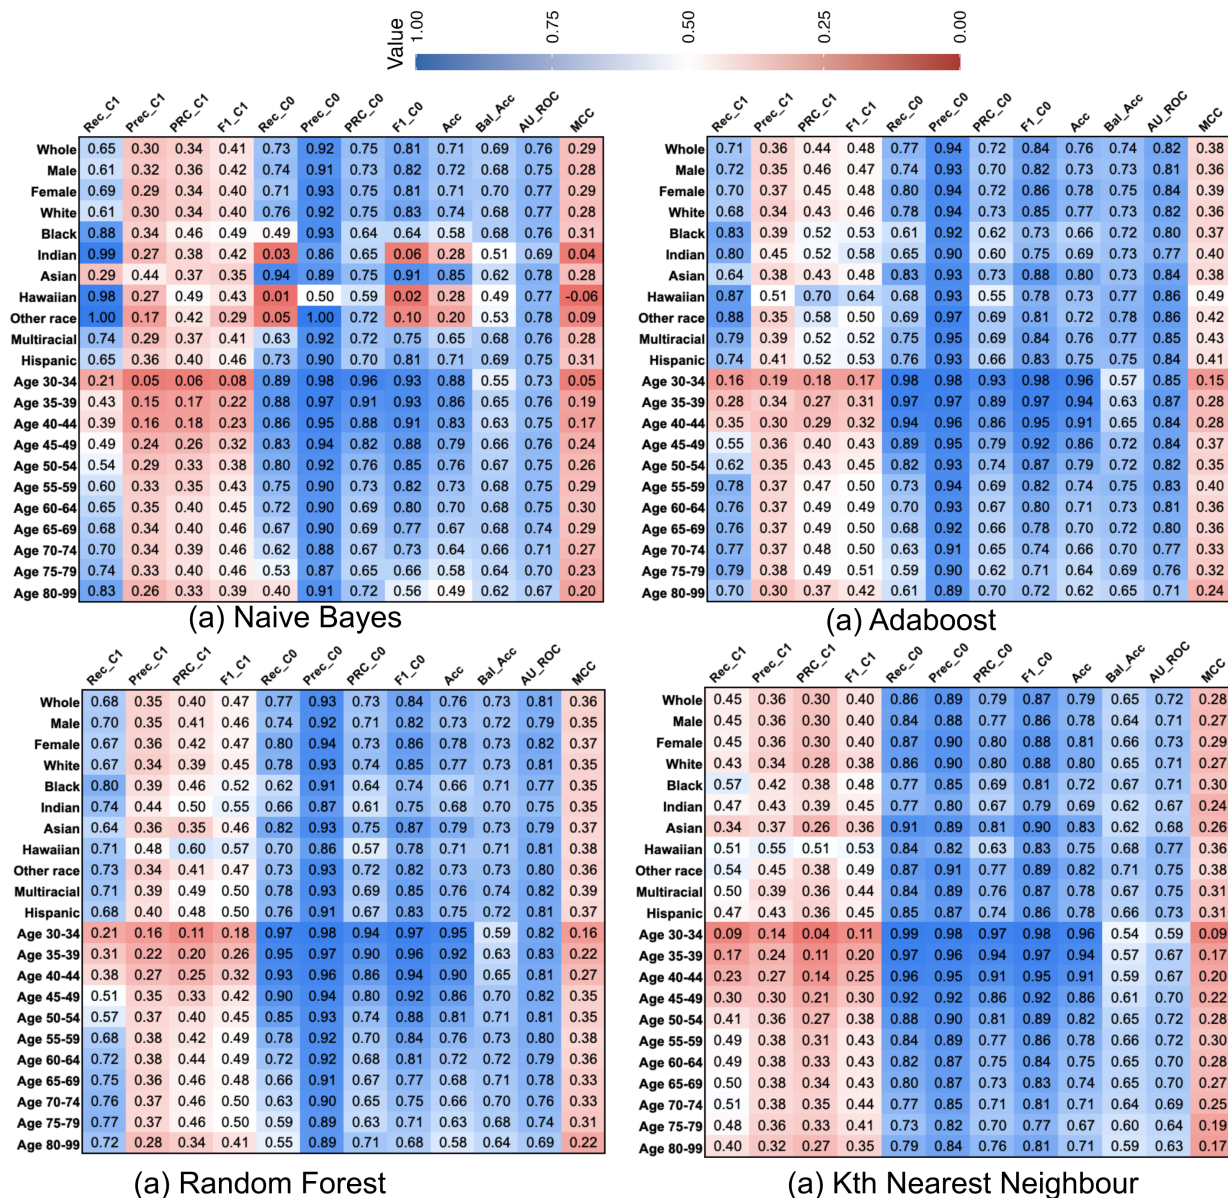 Value
1.00 0.75 0.50 0.25 0.00
Rec_C1 Prec_C1 PRC_C1 F1_C1 Rec_C0 Prec_C0 PRC_C0 F1_C0 Acc Bal_Acc AU_ROC MCC
Whole 0.65 0.30 0.34 0.41 0.73 0.92 0.75 0.81 0.71 0.69 0.76 0.29
Male 0.61 0.32 0.36 0.42 0.74 0.91 0.73 0.82 0.72 0.68 0.75 0.28
Female 0.69 0.29 0.34 0.40 0.71 0.93 0.75 0.81 0.71 0.70 0.77 0.29
White 0.61 0.30 0.34 0.40 0.76 0.92 0.75 0.83 0.74 0.68 0.77 0.28
Black 0.88 0.34 0.46 0.49 0.49 0.93 0.64 0.64 0.58 0.68 0.76 0.31
Indian 0.99 0.27 0.38 0.42 0.03 0.86 0.65 0.06 0.28 0.51 0.69 0.04
Asian 0.29 0.44 0.37 0.35 0.94 0.89 0.75 0.91 0.85 0.62 0.78 0.28
Hawaiian 0.98 0.27 0.49 0.43 0.01 0.50 0.59 0.02 0.28 0.49 0.77 -0.06
Other race 1.00 0.17 0.42 0.29 0.05 1.00 0.72 0.10 0.20 0.53 0.78 0.09
Multiracial 0.74 0.29 0.37 0.41 0.63 0.92 0.72 0.75 0.65 0.68 0.76 0.28
Hispanic 0.65 0.36 0.40 0.46 0.73 0.90 0.70 0.81 0.71 0.69 0.75 0.31
Age 30-34 0.21 0.05 0.06 0.08 0.89 0.98 0.96 0.93 0.88 0.55 0.73 0.05
Age 35-39 0.43 0.15 0.17 0.22 0.88 0.97 0.91 0.93 0.86 0.65 0.76 0.19
Age 40-44 0.39 0.16 0.18 0.23 0.86 0.95 0.88 0.91 0.83 0.63 0.75 0.17
Age 45-49 0.49 0.24 0.26 0.32 0.83 0.94 0.82 0.88 0.79 0.66 0.76 0.24
Age 50-54 0.54 0.29 0.33 0.38 0.80 0.92 0.76 0.85 0.76 0.67 0.75 0.26
Age 55-59 0.60 0.33 0.35 0.43 0.75 0.90 0.73 0.82 0.73 0.68 0.75 0.29
Age 60-64 0.65 0.35 0.40 0.45 0.72 0.90 0.69 0.80 0.70 0.68 0.75 0.30
Age 65-69 0.68 0.34 0.40 0.46 0.67 0.90 0.69 0.77 0.67 0.68 0.74 0.29
Age 70-74 0.70 0.34 0.39 0.46 0.62 0.88 0.67 0.73 0.64 0.66 0.71 0.27
Age 75-79 0.74 0.33 0.40 0.46 0.53 0.87 0.65 0.66 0.58 0.64 0.70 0.23
Age 80-99 0.83 0.26 0.33 0.39 0.40 0.91 0.72 0.56 0.49 0.62 0.67 0.20
(a) Naive Bayes
Rec_C1 Prec_C1 PRC_C1 F1_C1 Rec_C0 Prec_C0 PRC_C0 F1_C0 Acc Bal_Acc AU_ROC MCC
Whole 0.71 0.36 0.44 0.48 0.77 0.94 0.72 0.84 0.76 0.74 0.82 0.38
Male 0.72 0.35 0.46 0.47 0.74 0.93 0.70 0.82 0.73 0.73 0.81 0.36
Female 0.70 0.37 0.45 0.48 0.80 0.94 0.72 0.86 0.78 0.75 0.84 0.39
White 0.68 0.34 0.43 0.46 0.78 0.94 0.73 0.85 0.77 0.73 0.82 0.36
Black 0.83 0.39 0.52 0.53 0.61 0.92 0.62 0.73 0.66 0.72 0.80 0.37
Indian 0.80 0.45 0.52 0.58 0.65 0.90 0.60 0.75 0.69 0.73 0.77 0.40
Asian 0.64 0.38 0.43 0.48 0.83 0.93 0.73 0.88 0.80 0.73 0.84 0.38
Hawaiian 0.87 0.51 0.70 0.64 0.68 0.93 0.55 0.78 0.73 0.77 0.86 0.49
Other race 0.88 0.35 0.58 0.50 0.69 0.97 0.69 0.81 0.72 0.78 0.86 0.42
Multiracial 0.79 0.39 0.52 0.52 0.75 0.95 0.69 0.84 0.76 0.77 0.85 0.43
Hispanic 0.74 0.41 0.52 0.53 0.76 0.93 0.66 0.83 0.75 0.75 0.84 0.41
Age 30-34 0.16 0.19 0.18 0.17 0.98 0.98 0.93 0.98 0.96 0.57 0.85 0.15
Age 35-39 0.28 0.34 0.27 0.31 0.97 0.97 0.89 0.97 0.94 0.63 0.87 0.28
Age 40-44 0.35 0.30 0.29 0.32 0.94 0.96 0.86 0.95 0.91 0.65 0.84 0.28
Age 45-49 0.55 0.36 0.40 0.43 0.89 0.95 0.79 0.92 0.86 0.72 0.84 0.37
Age 50-54 0.62 0.35 0.43 0.45 0.82 0.93 0.74 0.87 0.79 0.72 0.82 0.35
Age 55-59 0.78 0.37 0.47 0.50 0.73 0.94 0.69 0.82 0.74 0.75 0.83 0.40
Age 60-64 0.76 0.37 0.49 0.49 0.70 0.93 0.67 0.80 0.71 0.73 0.81 0.36
Age 65-69 0.76 0.37 0.49 0.50 0.68 0.92 0.66 0.78 0.70 0.72 0.80 0.36
Age 70-74 0.77 0.37 0.48 0.50 0.63 0.91 0.65 0.74 0.66 0.70 0.77 0.33
Age 75-79 0.79 0.38 0.49 0.51 0.59 0.90 0.62 0.71 0.64 0.69 0.76 0.32
Age 80-99 0.70 0.30 0.37 0.42 0.61 0.89 0.70 0.72 0.62 0.65 0.71 0.24
(a) Adaboost
Rec_C1 Prec_C1 PRC_C1 F1_C1 Rec_C0 Prec_C0 PRC_C0 F1_C0 Acc Bal_Acc AU_ROC MCC
Whole 0.68 0.35 0.40 0.47 0.77 0.93 0.73 0.84 0.76 0.73 0.81 0.36
Male 0.70 0.35 0.41 0.46 0.74 0.92 0.71 0.82 0.73 0.72 0.79 0.35
Female 0.67 0.36 0.42 0.47 0.80 0.94 0.73 0.86 0.78 0.73 0.82 0.37
White 0.67 0.34 0.39 0.45 0.78 0.93 0.74 0.85 0.77 0.73 0.81 0.35
Black 0.80 0.39 0.46 0.52 0.62 0.91 0.64 0.74 0.66 0.71 0.77 0.35
Indian 0.74 0.44 0.50 0.55 0.66 0.87 0.61 0.75 0.68 0.70 0.75 0.35
Asian 0.64 0.36 0.35 0.46 0.82 0.93 0.75 0.87 0.79 0.73 0.79 0.37
Hawaiian 0.71 0.48 0.60 0.57 0.70 0.86 0.57 0.78 0.71 0.71 0.81 0.38
Other race 0.73 0.34 0.41 0.47 0.73 0.93 0.72 0.82 0.73 0.73 0.80 0.36
Multiracial 0.71 0.39 0.49 0.50 0.78 0.93 0.69 0.85 0.76 0.74 0.82 0.39
Hispanic 0.68 0.40 0.48 0.50 0.76 0.91 0.67 0.83 0.75 0.72 0.81 0.37
Age 30-34 0.21 0.16 0.11 0.18 0.97 0.98 0.94 0.97 0.95 0.59 0.82 0.16
Age 35-39 0.31 0.22 0.20 0.26 0.95 0.97 0.90 0.96 0.92 0.63 0.83 0.22
Age 40-44 0.38 0.27 0.25 0.32 0.93 0.96 0.86 0.94 0.90 0.65 0.81 0.27
Age 45-49 0.51 0.35 0.33 0.42 0.90 0.94 0.80 0.92 0.86 0.70 0.82 0.35
Age 50-54 0.57 0.37 0.40 0.45 0.85 0.93 0.74 0.88 0.81 0.71 0.81 0.35
Age 55-59 0.68 0.38 0.42 0.49 0.78 0.92 0.70 0.84 0.76 0.73 0.80 0.38
Age 60-64 0.72 0.38 0.44 0.49 0.72 0.92 0.68 0.81 0.72 0.72 0.79 0.36
Age 65-69 0.75 0.36 0.46 0.48 0.66 0.91 0.67 0.77 0.68 0.71 0.78 0.33
Age 70-74 0.76 0.37 0.46 0.50 0.63 0.90 0.65 0.75 0.66 0.70 0.76 0.33
Age 75-79 0.77 0.37 0.46 0.50 0.59 0.89 0.63 0.71 0.63 0.68 0.74 0.31
Age 80-99 0.72 0.28 0.34 0.41 0.55 0.89 0.71 0.68 0.58 0.64 0.69 0.22
(a) Random Forest
Rec_C1 Prec_C1 PRC_C1 F1_C1 Rec_C0 Prec_C0 PRC_C0 F1_C0 Acc Bal_Acc AU_ROC MCC
Whole 0.45 0.36 0.30 0.40 0.86 0.89 0.79 0.87 0.79 0.65 0.72 0.28
Male 0.45 0.36 0.30 0.40 0.84 0.88 0.77 0.86 0.78 0.64 0.71 0.27
Female 0.45 0.36 0.30 0.40 0.87 0.90 0.80 0.88 0.81 0.66 0.73 0.29
White 0.43 0.34 0.28 0.38 0.86 0.90 0.80 0.88 0.80 0.65 0.71 0.27
Black 0.57 0.42 0.38 0.48 0.77 0.85 0.69 0.81 0.72 0.67 0.71 0.30
Indian 0.47 0.43 0.39 0.45 0.77 0.80 0.67 0.79 0.69 0.62 0.67 0.24
Asian 0.34 0.37 0.26 0.36 0.91 0.89 0.81 0.90 0.83 0.62 0.68 0.26
Hawaiian 0.51 0.55 0.51 0.53 0.84 0.82 0.63 0.83 0.75 0.68 0.77 0.36
Other race 0.54 0.45 0.38 0.49 0.87 0.91 0.77 0.89 0.82 0.71 0.75 0.38
Multiracial 0.50 0.39 0.36 0.44 0.84 0.89 0.76 0.87 0.78 0.67 0.75 0.31
Hispanic 0.47 0.43 0.36 0.45 0.85 0.87 0.74 0.86 0.78 0.66 0.73 0.31
Age 30-34 0.09 0.14 0.04 0.11 0.99 0.98 0.97 0.98 0.96 0.54 0.59 0.09
Age 35-39 0.17 0.24 0.11 0.20 0.97 0.96 0.94 0.97 0.94 0.57 0.67 0.17
Age 40-44 0.23 0.27 0.14 0.25 0.96 0.95 0.91 0.95 0.91 0.59 0.67 0.20
Age 45-49 0.30 0.30 0.21 0.30 0.92 0.92 0.86 0.92 0.86 0.61 0.70 0.22
Age 50-54 0.41 0.36 0.27 0.38 0.88 0.90 0.81 0.89 0.82 0.65 0.72 0.28
Age 55-59 0.49 0.38 0.31 0.43 0.84 0.89 0.77 0.86 0.78 0.66 0.72 0.30
Age 60-64 0.49 0.38 0.33 0.43 0.82 0.87 0.75 0.84 0.75 0.65 0.70 0.28
Age 65-69 0.50 0.38 0.34 0.43 0.80 0.87 0.73 0.83 0.74 0.65 0.70 0.27
Age 70-74 0.51 0.38 0.35 0.44 0.77 0.85 0.71 0.81 0.71 0.64 0.69 0.25
Age 75-79 0.48 0.36 0.33 0.41 0.73 0.82 0.70 0.77 0.67 0.60 0.64 0.19
Age 80-99 0.40 0.32 0.27 0.35 0.79 0.84 0.76 0.81 0.71 0.59 0.63 0.17
(a) Kth Nearest Neighbour